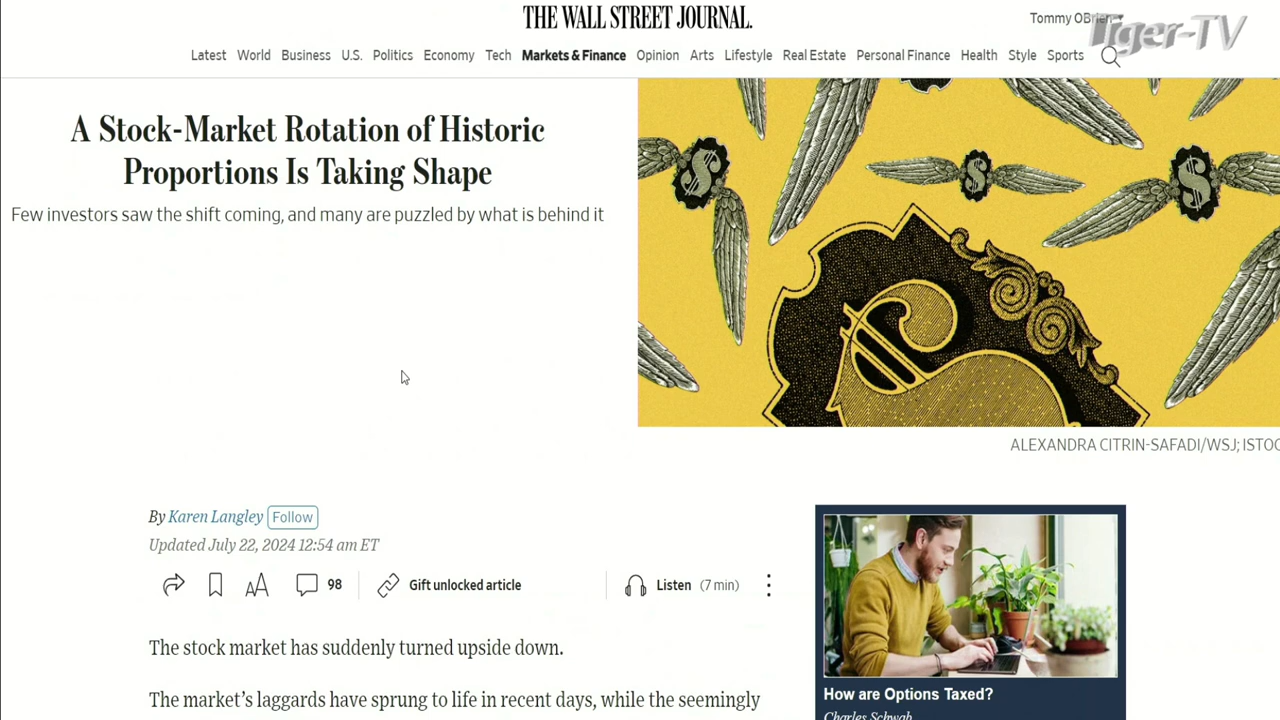 THE WALL STREET JOURNAL.
Tommy OBrien
Tiger-TV
Latest World Business U.S. Politics Economy Tech Markets & Finance Opinion Arts Lifestyle Real Estate Personal Finance Health Style Sports
A Stock-Market Rotation of Historic
Proportions Is Taking Shape
Few investors saw the shift coming, and many are puzzled by what is behind it
$
$
$
ALEXANDRA CITRIN-SAFADI/WSJ; ISTOC
By Karen Langley Follow
Updated July 22, 2024 12:54 am ET
AA 98 Gift unlocked article Listen (7 min)
The stock market has suddenly turned upside down.
The market's laggards have sprung to life in recent days, while the seemingly
How are Options Taxed?
Charles Schwab